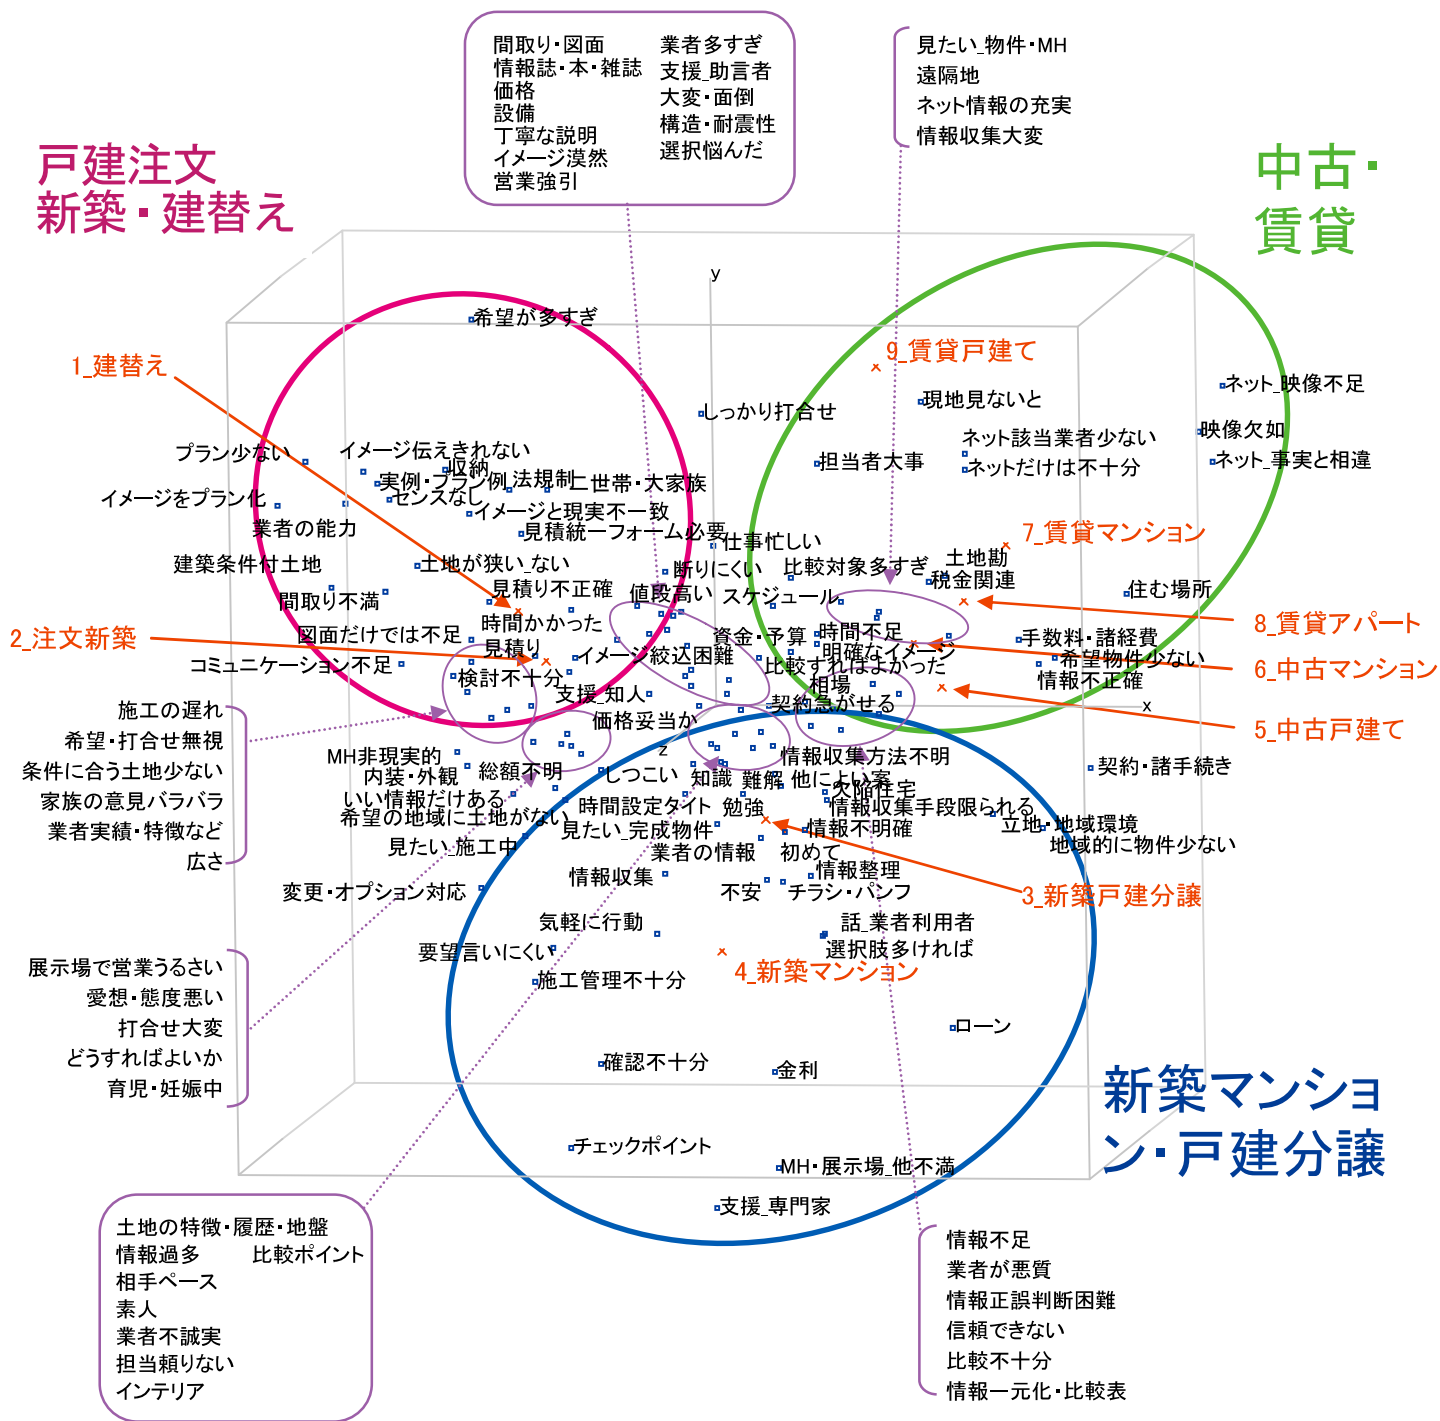 間取り・図面
情報誌・本・雑誌
価格
設備
丁寧な説明
イメージ漠然
営業強引
業者多すぎ
支援_助言者
大変・面倒
構造・耐震性
選択悩んだ
見たい_物件・MH
遠隔地
ネット情報の充実
情報収集大変
戸建注文
新築・建替え
中古・
賃貸
y
希望が多すぎ
1_建替え
9_賃貸戸建て
ネット_映像不足
しっかり打合せ
現地見ないと
映像欠如
プラン少ない
イメージ伝えきれない
収納
担当者大事
ネット該当業者少ない
ネットだけは不十分
ネット_事実と相違
実例・プラン例
法規制
二世帯・大家族
イメージをプラン化
センスなし
イメージと現実不一致
業者の能力
見積統一フォーム必要
仕事忙しい
7_賃貸マンション
建築条件付土地
土地が狭い_ない
断りにくい
比較対象多すぎ
土地勘
税金関連
住む場所
間取り不満
見積り不正確
値段高い
スケジュール
8_賃貸アパート
2_注文新築
図面だけでは不足
時間かかった
資金・予算
時間不足
手数料・諸経費
見積り
イメージ絞込困難
明確なイメージ
希望物件少ない
6_中古マンション
コミュニケーション不足
検討不十分
比較すればよかった
情報不正確
支援_知人
相場
契約急がせる
x
価格妥当か
5_中古戸建て
施工の遅れ
希望・打合せ無視
条件に合う土地少ない
家族の意見バラバラ
業者実績・特徴など
広さ
z
MH非現実的
内装・外観
総額不明
しつこい
知識
難解
情報収集方法不明
他によい案
契約・諸手続き
いい情報だけある
欠陥住宅
希望の地域に土地がない
時間設定タイト
勉強
情報収集手段限られる
見たい_施工中
見たい_完成物件
情報不明確
立地・地域環境
地域的に物件少ない
業者の情報
初めて
情報収集
情報整理
変更・オプション対応
不安
チラシ・パンフ
3_新築戸建分譲
気軽に行動
話_業者利用者
要望言いにくい
選択肢多ければ
施工管理不十分
4_新築マンション
展示場で営業うるさい
愛想・態度悪い
打合せ大変
どうすればよいか
育児・妊娠中
ローン
確認不十分
金利
新築マンショ
ン・戸建分譲
チェックポイント
MH・展示場_他不満
支援_専門家
土地の特徴・履歴・地盤
情報過多
比較ポイント
相手ペース
素人
業者不誠実
担当頼りない
インテリア
情報不足
業者が悪質
情報正誤判断困難
信頼できない
比較不十分
情報一元化・比較表